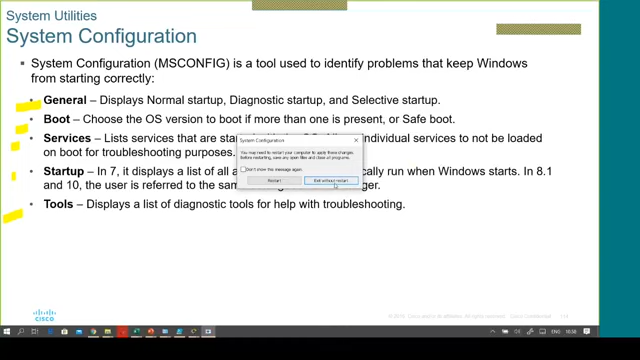 System Utilities
System Configuration
▪ System Configuration (MSCONFIG) is a tool used to identify problems that keep Windows
from starting correctly:
• General – Displays Normal startup, Diagnostic startup, and Selective startup.
• Boot – Choose the OS version to boot if more than one is present, or Safe boot.
• Services – Lists services that are star individual services to not be loaded
on boot for troubleshooting purposes.
• Startup – In 7, it displays a list of all a cally run when Windows starts. In 8.1
and 10, the user is referred to the same ger.
• Tools – Displays a list of diagnostic tools for help with troubleshooting.
System Configuration
You may need to restart your computer to apply these changes.
Before restarting, save any open files and close all programs.
Don't show this message again.
Restart
Exit without restart
CISCO
Cisco Confidential
ENG